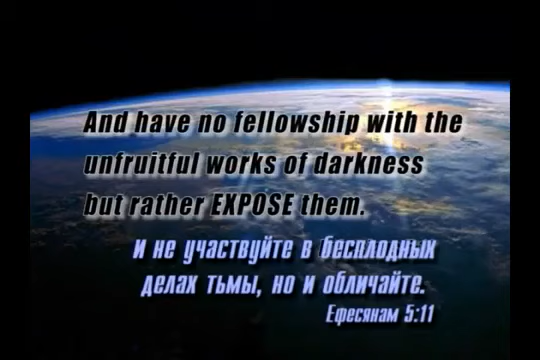 And have no fellowship with the
unfruitful works of darkness
but rather EXPOSE them.
и не участвуйте в бесплодных
делах тьмы, но и обличайте.
Ефесянам 5:11